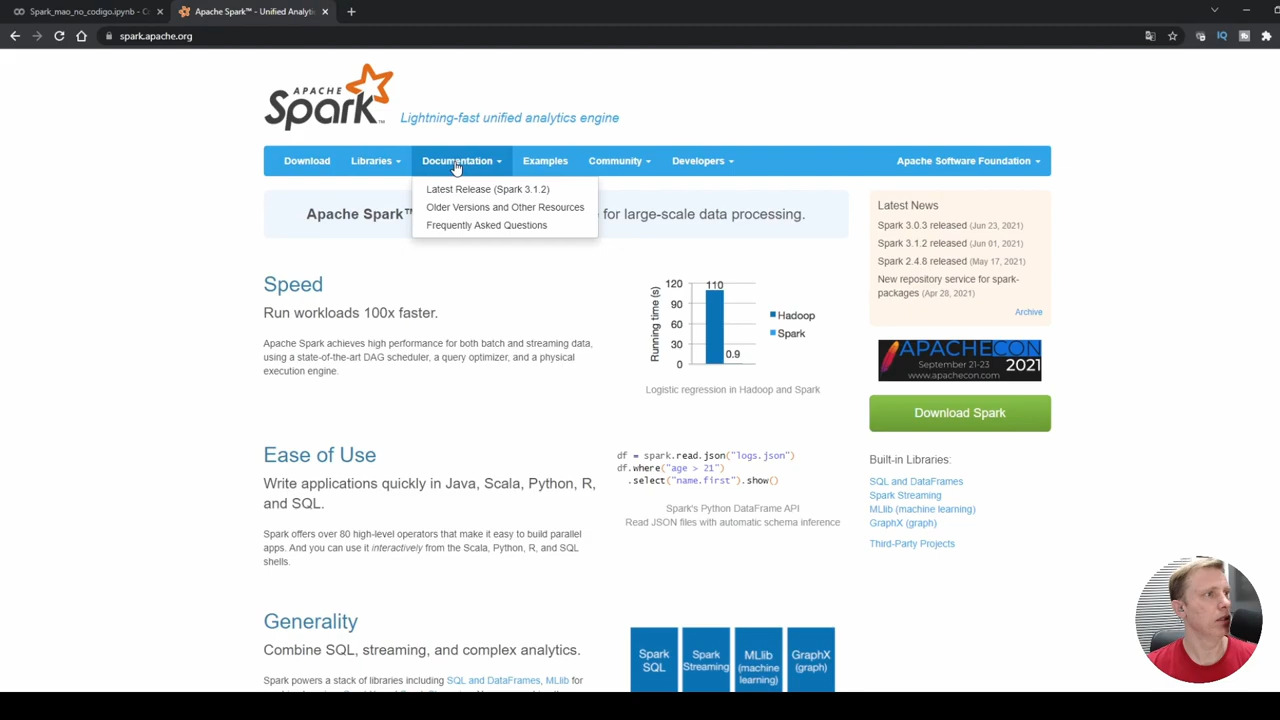 Spark_mao_no_codigo.ipynb - C
Apache Spark™ - Unified Analyti
spark.apache.org
IQ
APACHE
Spark™
Lightning-fast unified analytics engine
Download
Libraries
Documentation
Examples
Community
Developers
Apache Software Foundation
Latest Release (Spark 3.1.2)
Older Versions and Other Resources
Frequently Asked Questions
Apache Spark™
for large-scale data processing.
Latest News
Spark 3.0.3 released (Jun 23, 2021)
Spark 3.1.2 released (Jun 01, 2021)
Spark 2.4.8 released (May 17, 2021)
New repository service for spark-
packages (Apr 28, 2021)
Archive
Speed
Run workloads 100x faster.
Apache Spark achieves high performance for both batch and streaming data,
using a state-of-the-art DAG scheduler, a query optimizer, and a physical
execution engine.
Running time (s)
120
90
60
30
0
110
0.9
Hadoop
Spark
Logistic regression in Hadoop and Spark
APACHECON
September 21-23
2021
www.apachecon.com
Download Spark
Ease of Use
Write applications quickly in Java, Scala, Python, R,
and SQL.
Spark offers over 80 high-level operators that make it easy to build parallel
apps. And you can use it interactively from the Scala, Python, R, and SQL
shells.
df = spark.read.json("logs.json")
df.where("age > 21")
.select("name.first").show()
Spark's Python DataFrame API
Read JSON files with automatic schema inference
Built-in Libraries:
SQL and DataFrames
Spark Streaming
MLlib (machine learning)
GraphX (graph)
Third-Party Projects
Generality
Combine SQL, streaming, and complex analytics.
Spark powers a stack of libraries including SQL and DataFrames, MLlib for
Spark
SQL
Spark
Streaming
MLlib
(machine
learning)
GraphX
(graph)